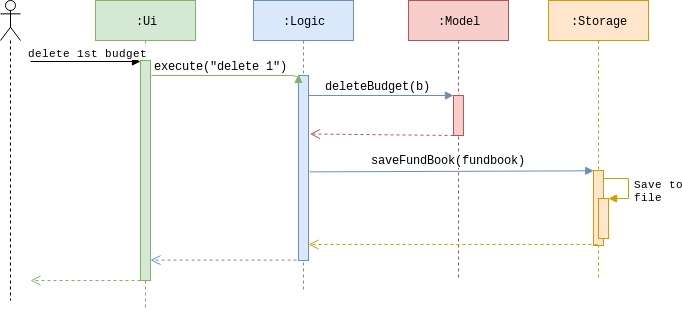 :Ui
:Logic
:Model
:Storage
delete 1st budget
execute("delete 1")
deleteBudget(b)
saveFundBook(fundbook)
Save to
file